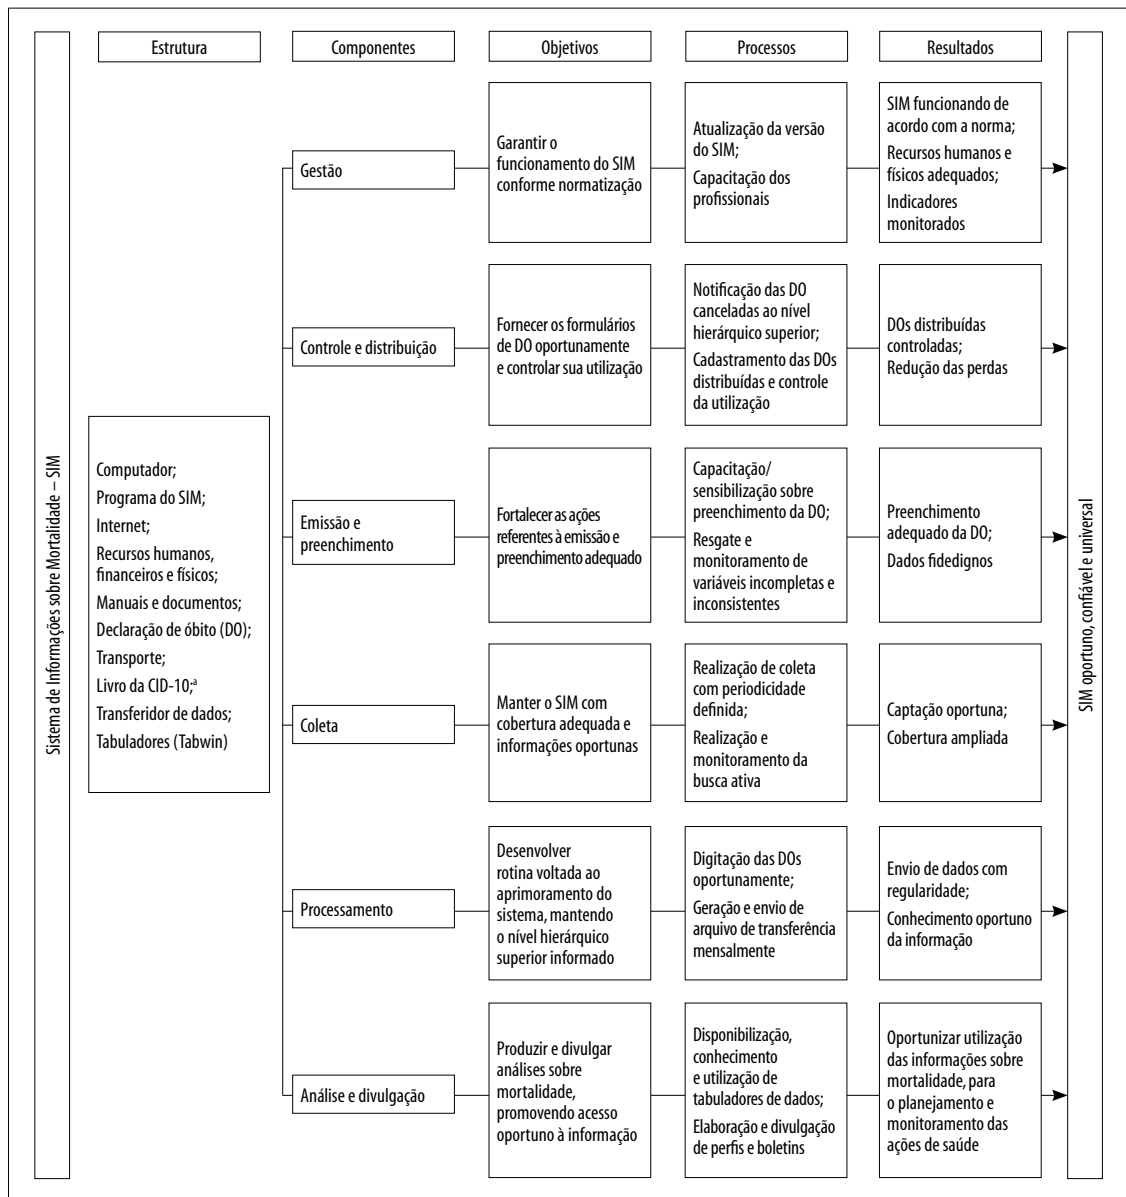 Sistema de Informações sobre Mortalidade – SIM
Estrutura
Componentes
Objetivos
Processos
Resultados
Computador;
Programa do SIM;
Internet;
Recursos humanos,
financeiros e físicos;
Manuais e documentos;
Declaração de óbito (DO);
Transporte;
Livro da CID-10;ª
Transferidor de dados;
Tabuladores (Tabwin)
Gestão
Garantir o
funcionamento do SIM
conforme normatização
Atualização da versão
do SIM;
Capacitação dos
profissionais
SIM funcionando de
acordo com a norma;
Recursos humanos e
físicos adequados;
Indicadores
monitorados
Controle e distribuição
Fornecer os formulários
de DO oportunamente
e controlar sua utilização
Notificação das DO
canceladas ao nível
hierárquico superior;
Cadastramento das DOs
distribuídas e controle
da utilização
DOs distribuídas
controladas;
Redução das perdas
Emissão e
preenchimento
Fortalecer as ações
referentes à emissão e
preenchimento adequado
Capacitação/
sensibilização sobre
preenchimento da DO;
Resgate e
monitoramento de
variáveis incompletas e
inconsistentes
Preenchimento
adequado da DO;
Dados fidedignos
Coleta
Manter o SIM com
cobertura adequada e
informações oportunas
Realização de coleta
com periodicidade
definida;
Realização e
monitoramento da
busca ativa
Captação oportuna;
Cobertura ampliada
Processamento
Desenvolver
rotina voltada ao
aprimoramento do
sistema, mantendo
o nível hierárquico
superior informado
Digitação das DOs
oportunamente;
Geração e envio de
arquivo de transferência
mensalmente
Envio de dados com
regularidade;
Conhecimento oportuno
da informação
Análise e divulgação
Produzir e divulgar
análises sobre
mortalidade,
promovendo acesso
oportuno à informação
Disponibilização,
conhecimento
e utilização de
tabuladores de dados;
Elaboração e divulgação
de perfis e boletins
Oportunizar utilização
das informações sobre
mortalidade, para
o planejamento e
monitoramento das
ações de saúde
SIM oportuno, confiável e universal